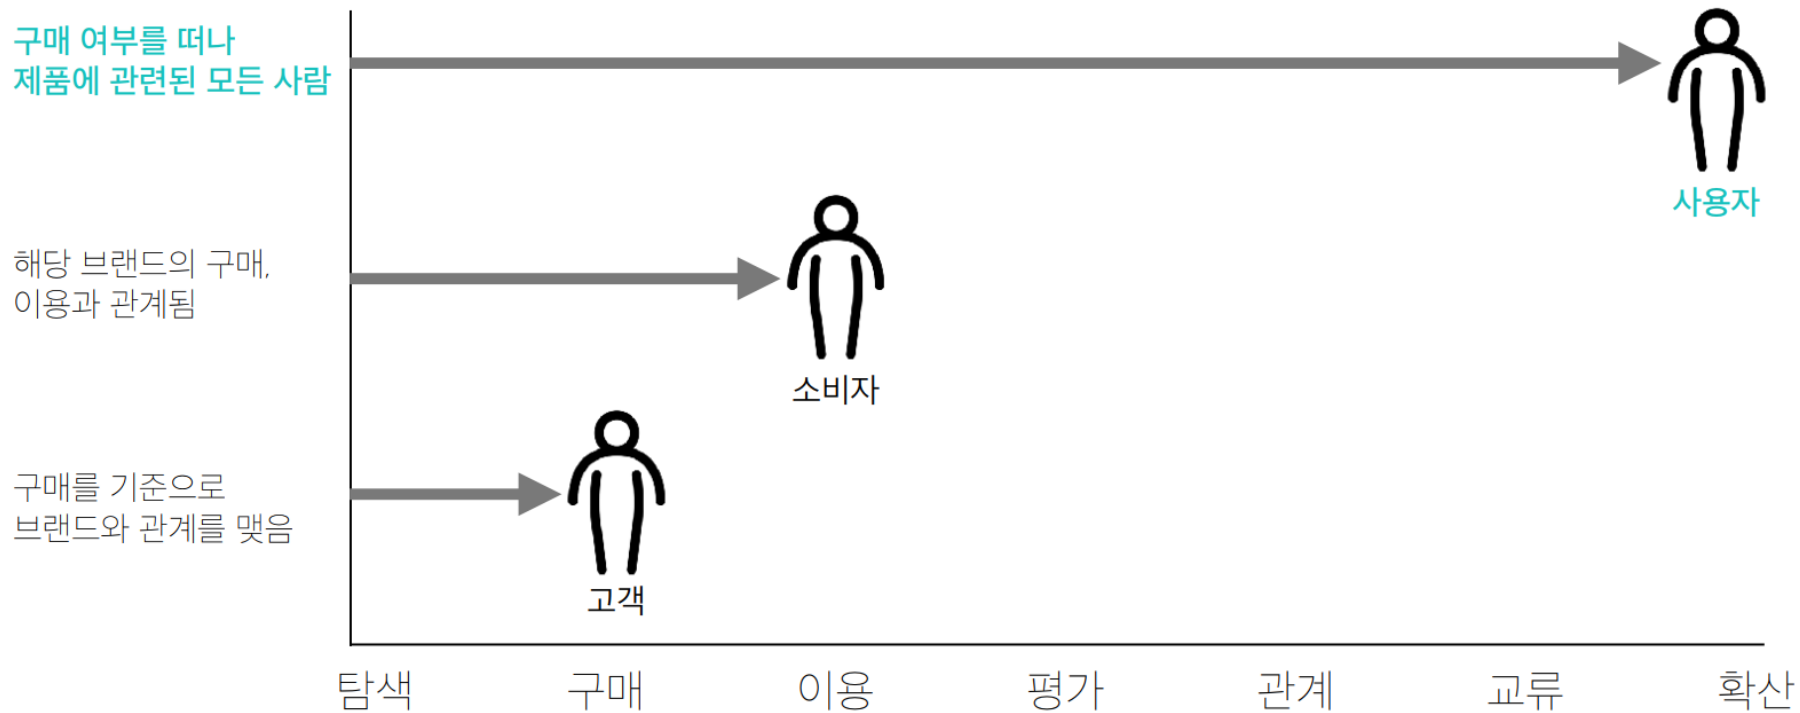 구매 여부를 떠나
제품에 관련된 모든 사람
사용자
해당 브랜드의 구매,
이용과 관계됨
소비자
구매를 기준으로
브랜드와 관계를 맺음
고객
탐색 구매 이용 평가 관계 교류 확산